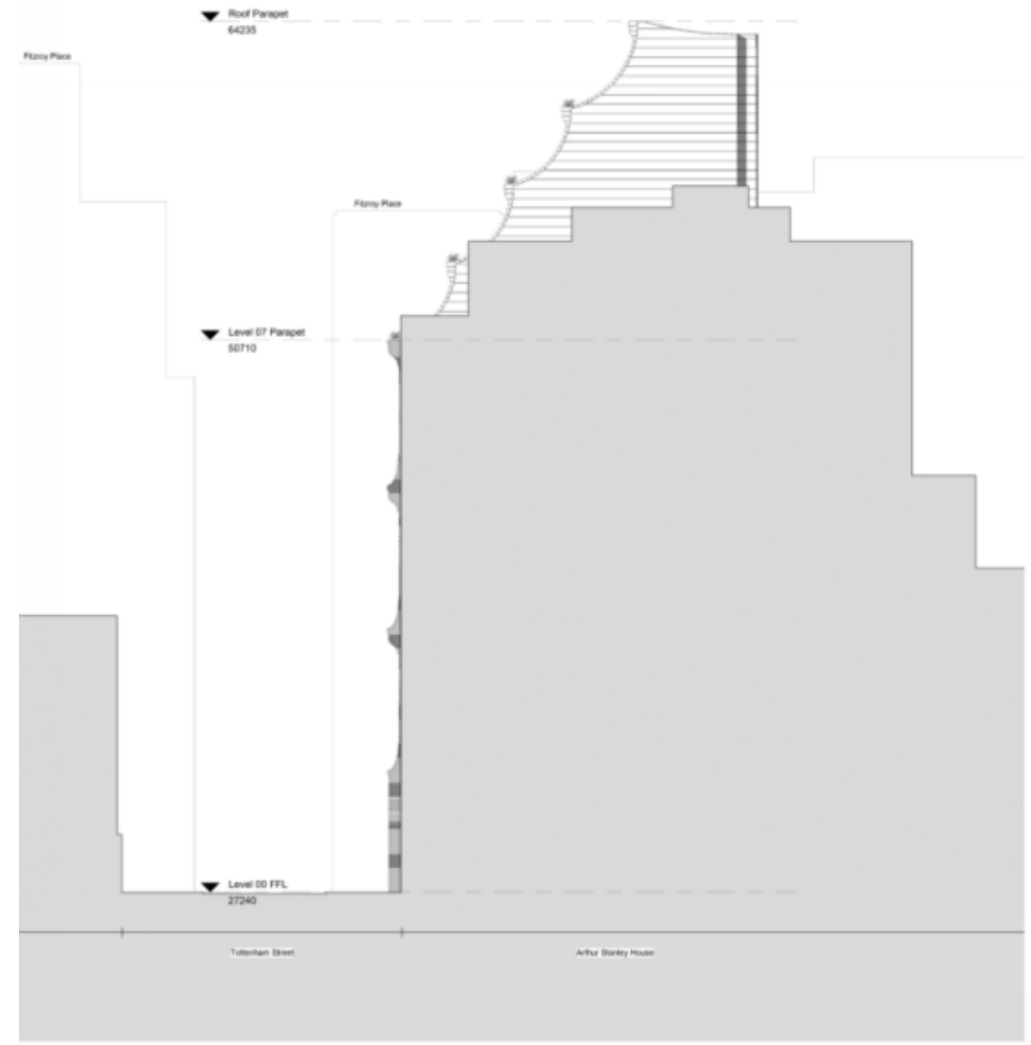 Roof Parapet
64235
Fitzroy Place
Fitzroy Place
Level 07 Parapet
50710
Level 00 FFL
27240
Tottenham Street
Arthur Stanley House